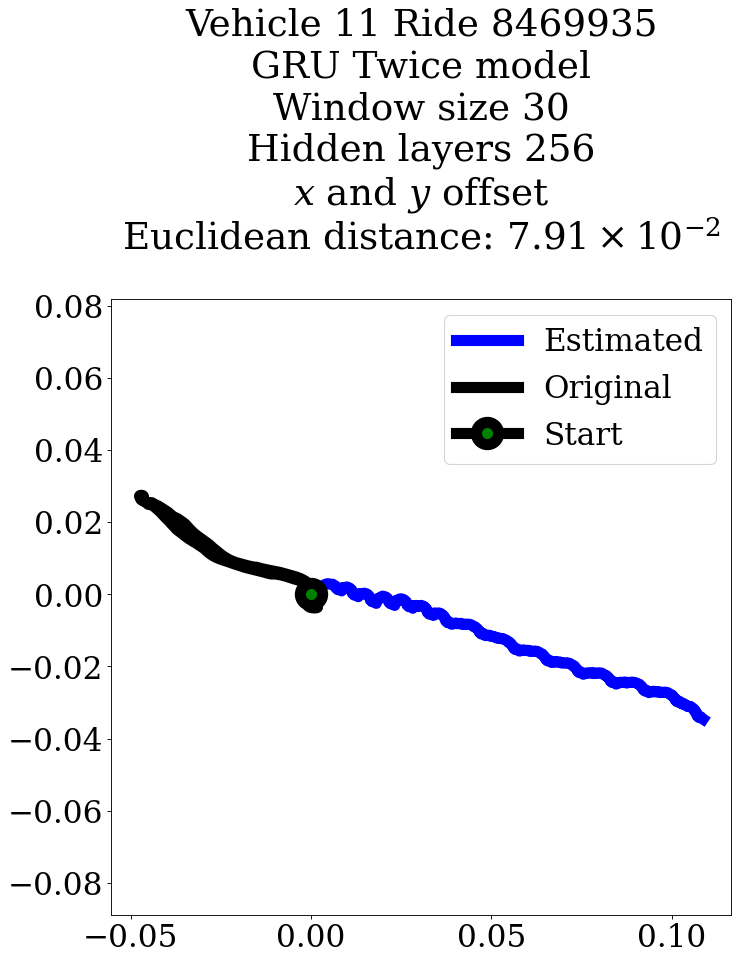 Vehicle 11 Ride 8469935
GRU Twice model
Window size 30
Hidden layers 256
x and y offset
Euclidean distance: 7.91 × 10⁻²
Estimated
Original
Start
0.08
0.06
0.04
0.02
0.00
−0.02
−0.04
−0.06
−0.08
−0.05 0.00 0.05 0.10